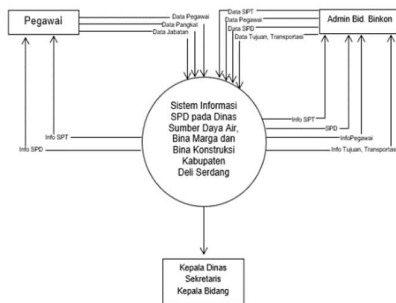 Pegawai
Data Pegawai
Data Pangkat
Data Jabatan
Data SPT
Data Pegawai
Data SPD
Data Tujuan, Transportasi
Admin Bid. Binkon
Sistem Informasi
SPD pada Dinas
Sumber Daya Air,
Bina Marga dan
Bina Konstruksi
Kabupaten
Deli Serdang
Info SPT
Info SPD
Info SPT
SPD
InfoPegawai
Info Tujuan, Transportasi
Kepala Dinas
Sekretaris
Kepala Bidang